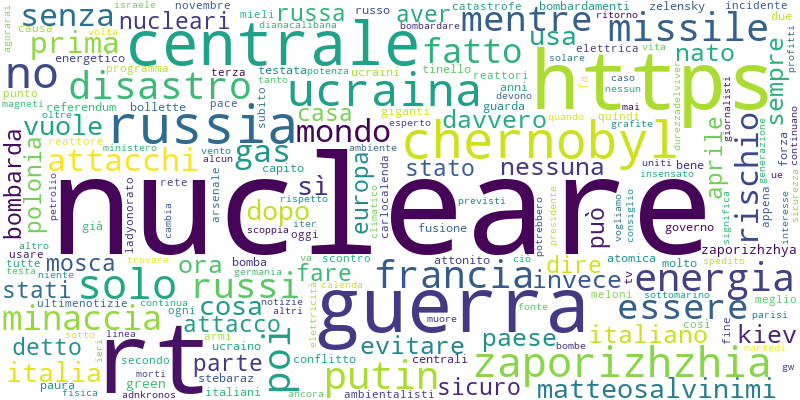 israele novembre russo catastrofe bombardamenti zelensky incidente
agorarai causa volta mieli dianacalibana bombardare ritorno due
senza nucleari russa aver mentre missile
prima centrale fatto usa nato https
energetico programma tinello elettrica vita sempre profitti
no disastro terza testata potenza reattori solare
punto magneti referendum bollette tanto ucraini ucraina anni devono caso nessun fa
oltre pace subito casa giganti guarda mai quando durezzadelviver giornalisti
russia mondo davvero quindi grafite generazione
vuole reattore ministero vento alcun esperto chernobyl aprile forza continuano
bombarda polonia attacchi gas capito ambiente stato uniti bene sicurezza ue
rete arsenale rispetto europa climatico carlocalenda nessuna insensato rischio
petrolio ladyonorato sì iter previsti vogliamo consiglio significa appena
già cambia dopo oggi fusione potrebbero presidente può governo interesse
nucleare
altro mosca scoppia attonito ciò atomica zaporizhzhya
usare tutte ora bomba va scontro dire tv molto spedito
testa niente trovare germania fare francia invece energia
stati solo russi calenda sottomarino meloni
ultimenotizie continua ogni cosa notizie altri elettricità guerra fonte essere meglio
minaccia sotto armi muore bombe così parisi
attacco poi linea ucraino conflitto centrali italiano fine martedì kiev
detto ieri evitare paese
italia secondo morti parte putin zaporizhzhia gw
rt paura green stebaraz sicuro matteosalvinimi
fisica adnkronos italiani ancora ambientalisti